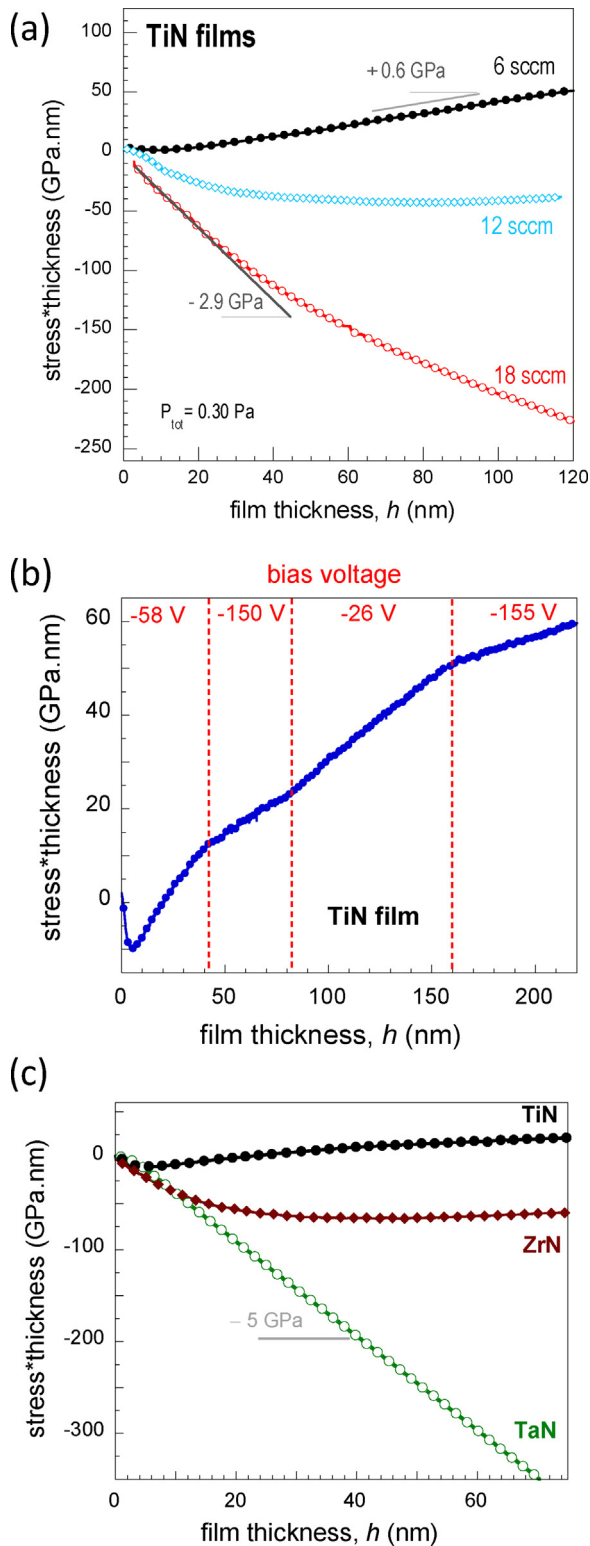 (a)
TiN films
6 sccm
+ 0.6 GPa
12 sccm
- 2.9 GPa
18 sccm
P_tot = 0.30 Pa
100
50
0
-50
-100
-150
-200
-250
stress*thickness (GPa.nm)
0 20 40 60 80 100 120
film thickness, h (nm)
(b)
bias voltage
-58 V -150 V -26 V -155 V
60
40
20
0
stress*thickness (GPa.nm)
TiN film
0 50 100 150 200
film thickness, h (nm)
(c)
TiN
ZrN
– 5 GPa
TaN
0
-100
-200
-300
stress*thickness (GPa.nm)
0 20 40 60
film thickness, h (nm)